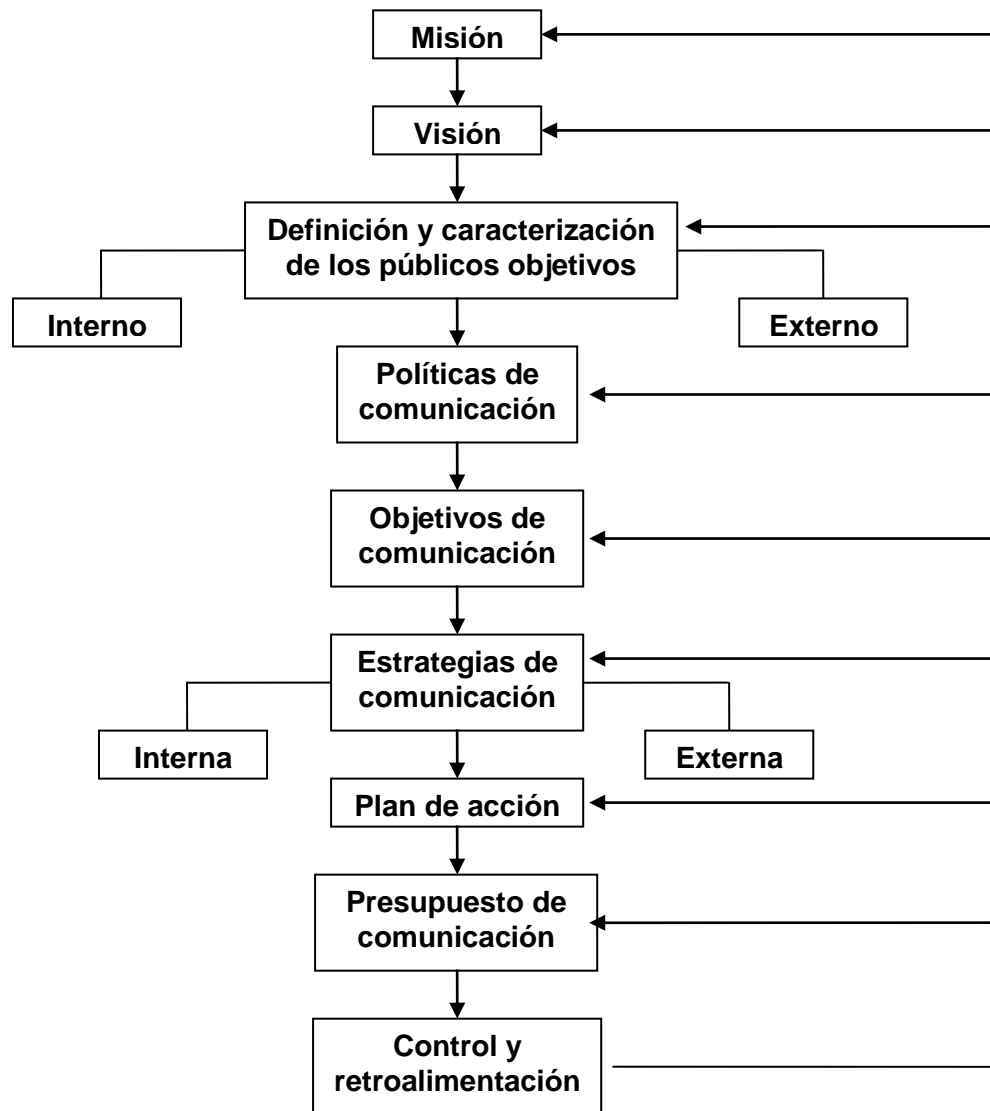 Misión
Visión
Definición y caracterización
de los públicos objetivos
Interno
Externo
Políticas de
comunicación
Objetivos de
comunicación
Estrategias de
comunicación
Interna
Externa
Plan de acción
Presupuesto de
comunicación
Control y
retroalimentación